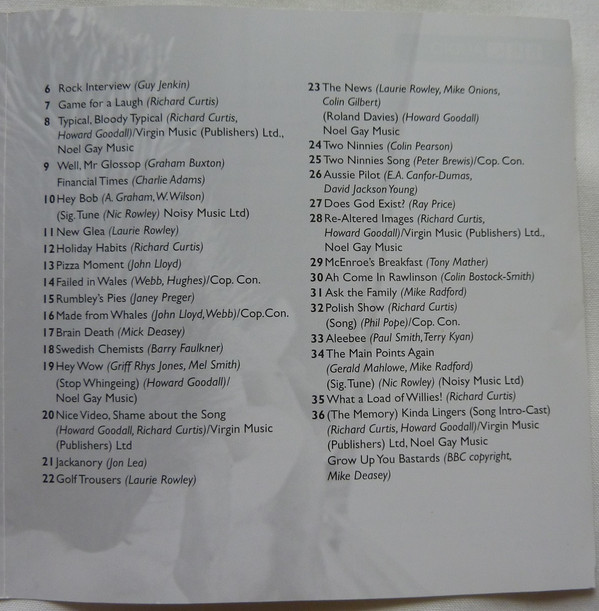 6 Rock Interview (Guy Jenkin)
7 Game for a Laugh (Richard Curtis)
8 Typical, Bloody Typical (Richard Curtis,
Howard Goodall)/Virgin Music (Publishers) Ltd.,
Noel Gay Music
9 Well, Mr Glossop (Graham Buxton)
Financial Times (Charlie Adams)
10 Hey Bob (A. Graham, W. Wilson)
(Sig. Tune (Nic Rowley) Noisy Music Ltd)
11 New Glea (Laurie Rowley)
12 Holiday Habits (Richard Curtis)
13 Pizza Moment (John Lloyd)
14 Failed in Wales (Webb, Hughes)/Cop. Con.
15 Rumbley's Pies (Janey Preger)
16 Made from Whales (John Lloyd, Webb)/Cop.Con.
17 Brain Death (Mick Deasey)
18 Swedish Chemists (Barry Faulkner)
19 Hey Wow (Griff Rhys Jones, Mel Smith)
(Stop Whingeing) (Howard Goodall)/
Noel Gay Music)
20 Nice Video, Shame about the Song
(Howard Goodall, Richard Curtis)/Virgin Music
(Publishers) Ltd
21 Jackanory (Jon Lea)
22 Golf Trousers (Laurie Rowley)
23 The News (Laurie Rowley, Mike Onions,
Colin Gilbert)
(Roland Davies) (Howard Goodall)
Noel Gay Music
24 Two Ninnies (Colin Pearson)
25 Two Ninnies Song (Peter Brewis)/Cop. Con.
26 Aussie Pilot (E.A. Canfor-Dumas,
David Jackson Young)
27 Does God Exist? (Ray Price)
28 Re-Altered Images (Richard Curtis,
Howard Goodall)/Virgin Music (Publishers) Ltd.,
Noel Gay Music
29 McEnroe's Breakfast (Tony Mather)
30 Ah Come In Rawlinson (Colin Bostock-Smith)
31 Ask the Family (Mike Radford)
32 Polish Show (Richard Curtis)
(Song) (Phil Pope)/Cop. Con.
33 Aleebee (Paul Smith, Terry Kyan)
34 The Main Points Again
(Gerald Mahlowe, Mike Radford)
(Sig. Tune) (Nic Rowley) (Noisy Music Ltd)
35 What a Load of Willies! (Richard Curtis)
36 (The Memory) Kinda Lingers (Song Intro-Cast)
(Richard Curtis, Howard Goodall)/Virgin Music
(Publishers) Ltd, Noel Gay Music
Grow Up You Bastards (BBC copyright,
Mike Deasey)